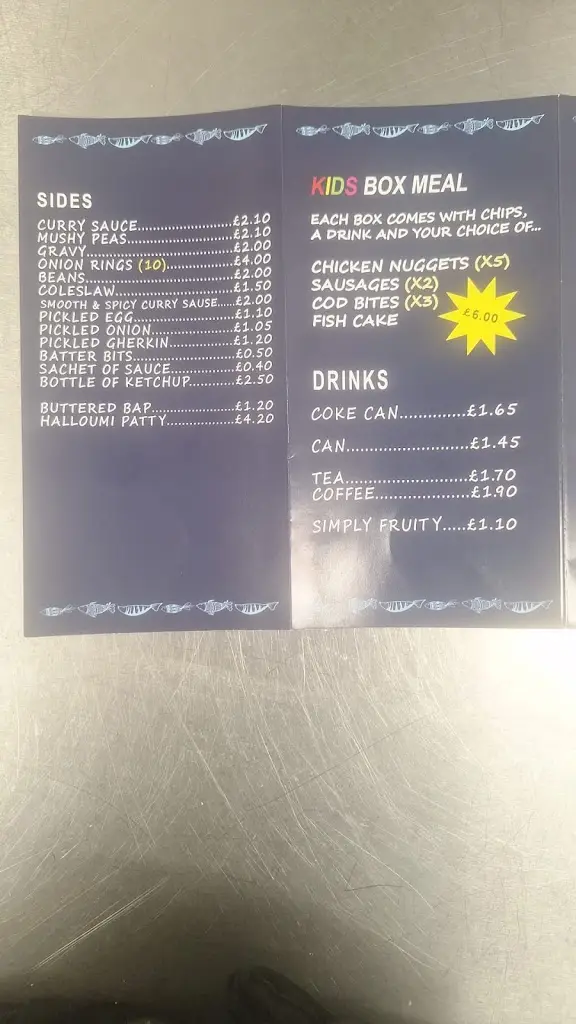 SIDES
CURRY SAUCE......................£2.10
MUSHY PEAS........................£2.10
GRAVY................................£2.00
ONION RINGS (10)...............£4.00
BEANS................................£2.00
COLESLAW..........................£1.50
SMOOTH & SPICY CURRY SAUSE.....£2.00
PICKLED EGG.......................£1.10
PICKLED ONION...................£1.05
PICKLED GHERKIN...............£1.20
BATTER BITS.......................£0.50
SACHET OF SAUCE...............£0.40
BOTTLE OF KETCHUP..........£2.50
BUTTERED BAP...................£1.20
HALLOUMI PATTY................£4.20
KIDS BOX MEAL
EACH BOX COMES WITH CHIPS,
A DRINK AND YOUR CHOICE OF...
CHICKEN NUGGETS (X5)
SAUSAGES (X2)
COD BITES (X3)
FISH CAKE
£6.00
DRINKS
COKE CAN..............£1.65
CAN.........................£1.45
TEA.........................£1.70
COFFEE...................£1.90
SIMPLY FRUITY.....£1.10